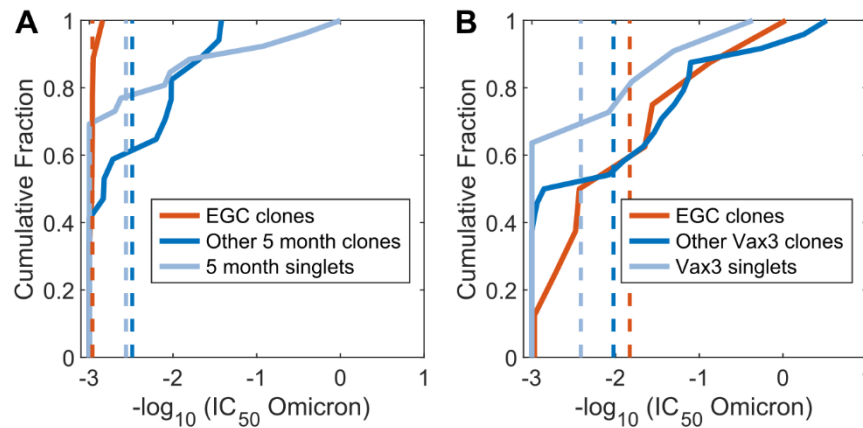 A
Cumulative Fraction
1
0.8
0.6
0.4
0.2
0
EGC clones
Other 5 month clones
5 month singlets
-3 -2 -1 0 1
-log10 (IC50 Omicron)
B
Cumulative Fraction
1
0.8
0.6
0.4
0.2
0
EGC clones
Other Vax3 clones
Vax3 singlets
-3 -2 -1 0
-log10 (IC50 Omicron)